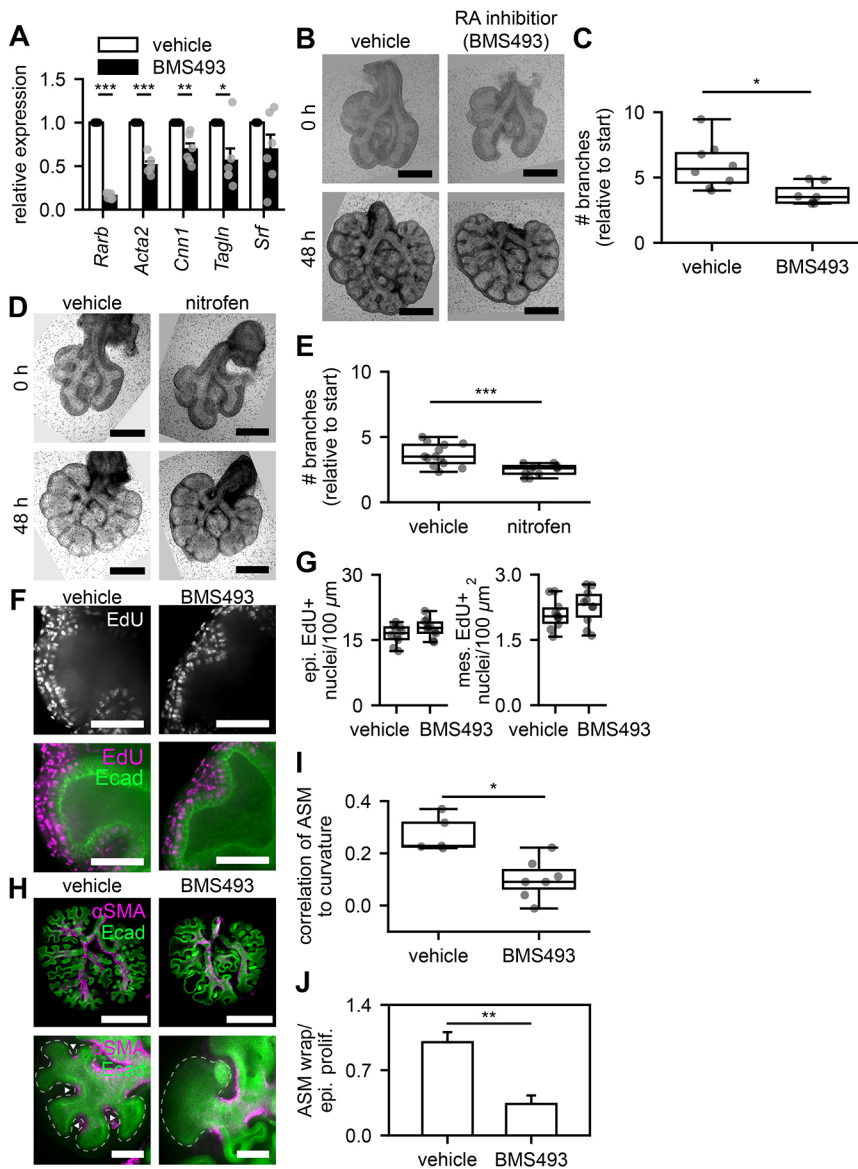 A
vehicle
BMS493
relative expression
1.5
1.0
0.5
0.0
*** *** ** *
Rarb Acta2 Cnn1 Tagln Srf
B
vehicle
RA inhibitior
(BMS493)
0 h
48 h
C
*
# branches
(relative to start)
10
5
0
vehicle BMS493
D
vehicle nitrofen
0 h
48 h
E
***
# branches
(relative to start)
10
5
0
vehicle nitrofen
F
vehicle BMS493
EdU
EdU
Ecad
G
epi. EdU+
nuclei/100 µm
30
15
0
vehicle BMS493
mes. EdU+
nuclei/100 µm²
3.0
2.0
1.0
0.0
vehicle BMS493
H
vehicle BMS493
αSMA
Ecad
αSMA
Ecad
I
*
correlation of ASM
to curvature
0.4
0.2
0.0
vehicle BMS493
J
**
ASM wrap/
epi. prolif.
1.4
0.7
0.0
vehicle BMS493